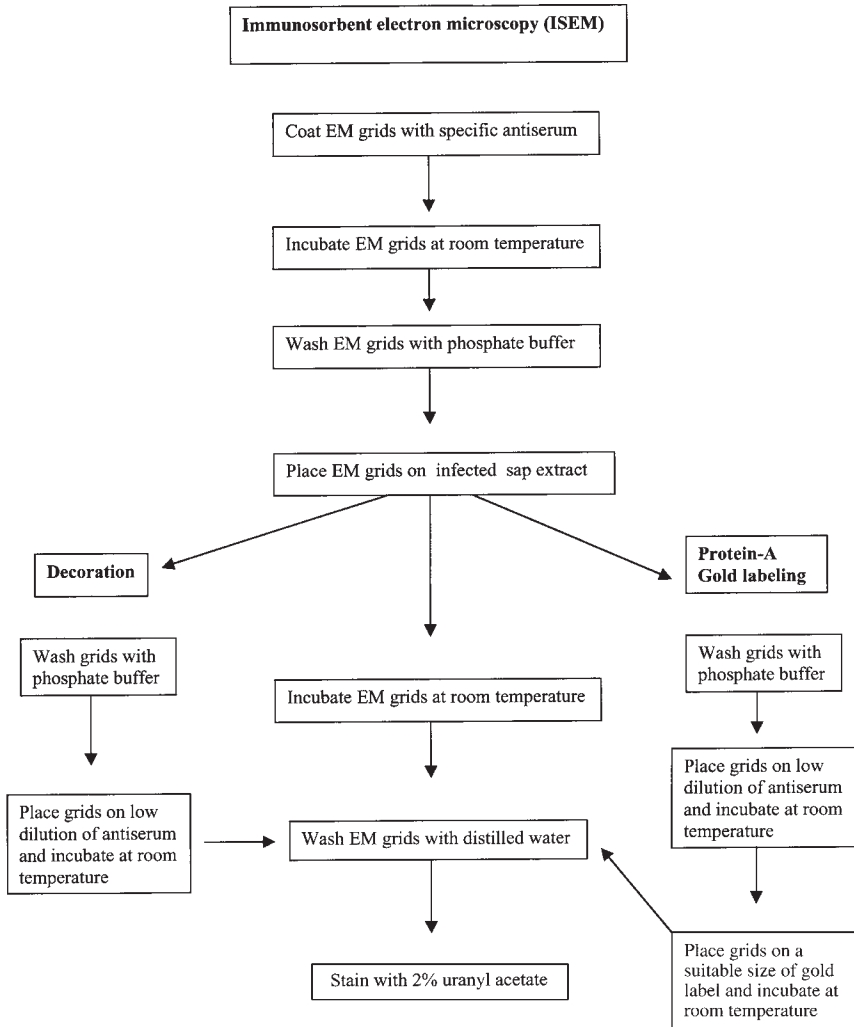 Immunosorbent electron microscopy (ISEM)
Coat EM grids with specific antiserum
Incubate EM grids at room temperature
Wash EM grids with phosphate buffer
Place EM grids on infected sap extract
Decoration
Wash grids with
phosphate buffer
Place grids on low
dilution of antiserum
and incubate at room
temperature
Incubate EM grids at room temperature
Wash EM grids with distilled water
Stain with 2% uranyl acetate
Protein-A
Gold labeling
Wash grids with
phosphate buffer
Place grids on low
dilution of antiserum
and incubate at room
temperature
Place grids on a
suitable size of gold
label and incubate at
room temperature